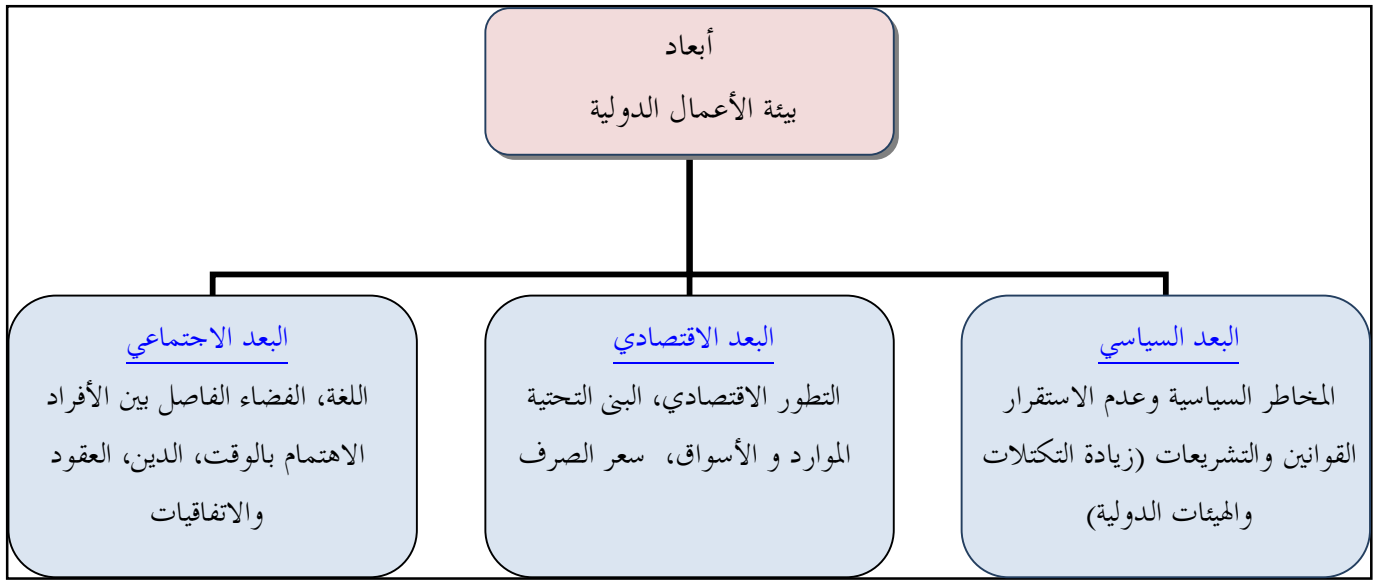 أبعاد
بيئة الأعمال الدولية
البعد السياسي
المخاطر السياسية وعدم الاستقرار
القوانين والتشريعات (زيادة التكتلات
والهيئات الدولية)
البعد الاقتصادي
التطور الاقتصادي، البنى التحتية
الموارد و الأسواق، سعر الصرف
البعد الاجتماعي
اللغة، الفضاء الفاصل بين الأفراد
الاهتمام بالوقت، الدين، العقود
والاتفاقيات